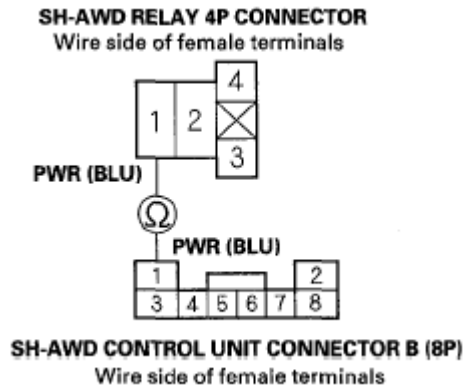 SH-AWD RELAY 4P CONNECTOR
Wire side of female terminals
4
1 2
3
PWR (BLU)
Ω
PWR (BLU)
1 2
3 4 5 6 7 8
SH-AWD CONTROL UNIT CONNECTOR B (8P)
Wire side of female terminals